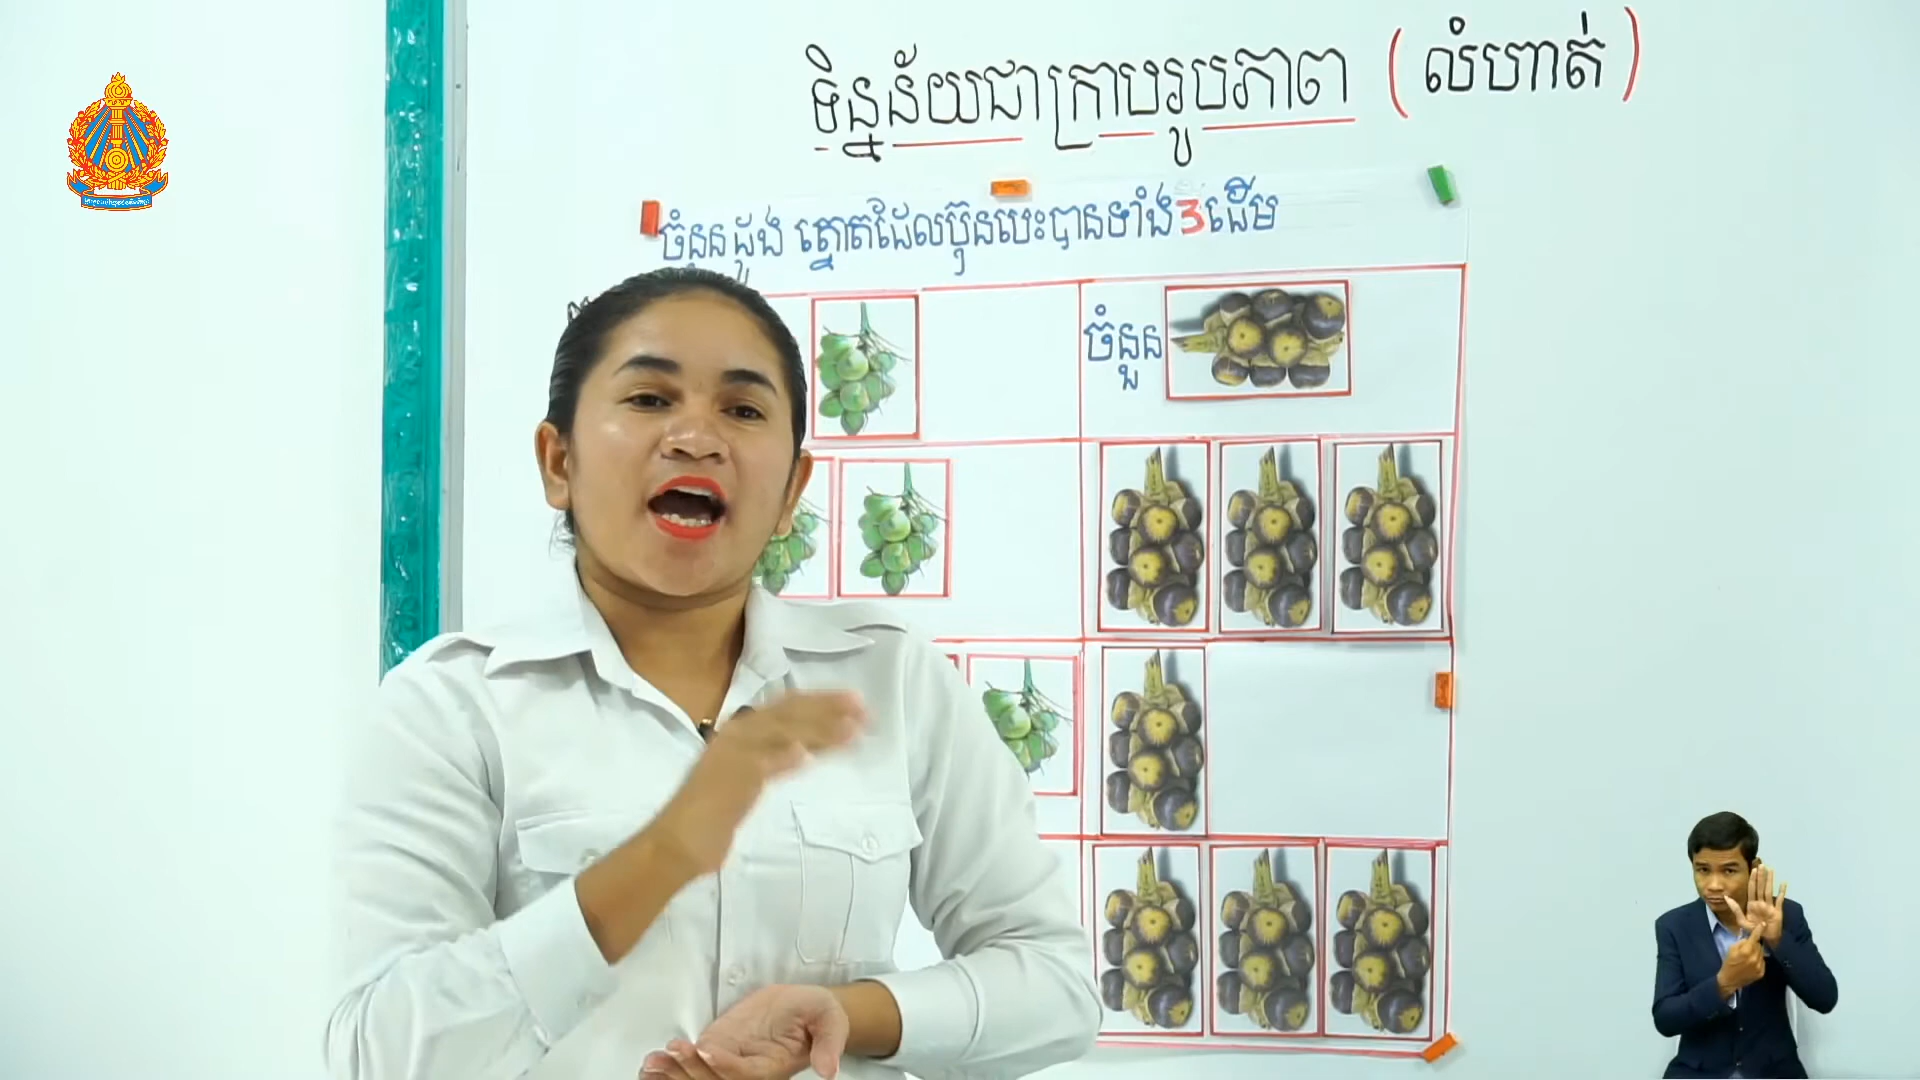 ទិន្នន័យជាក្រាបរូបភាព (លំហាត់)
ចំនួនដូង ត្នោតដែលប៊ុនបេះបានទាំង3ដើម
ចំនួន